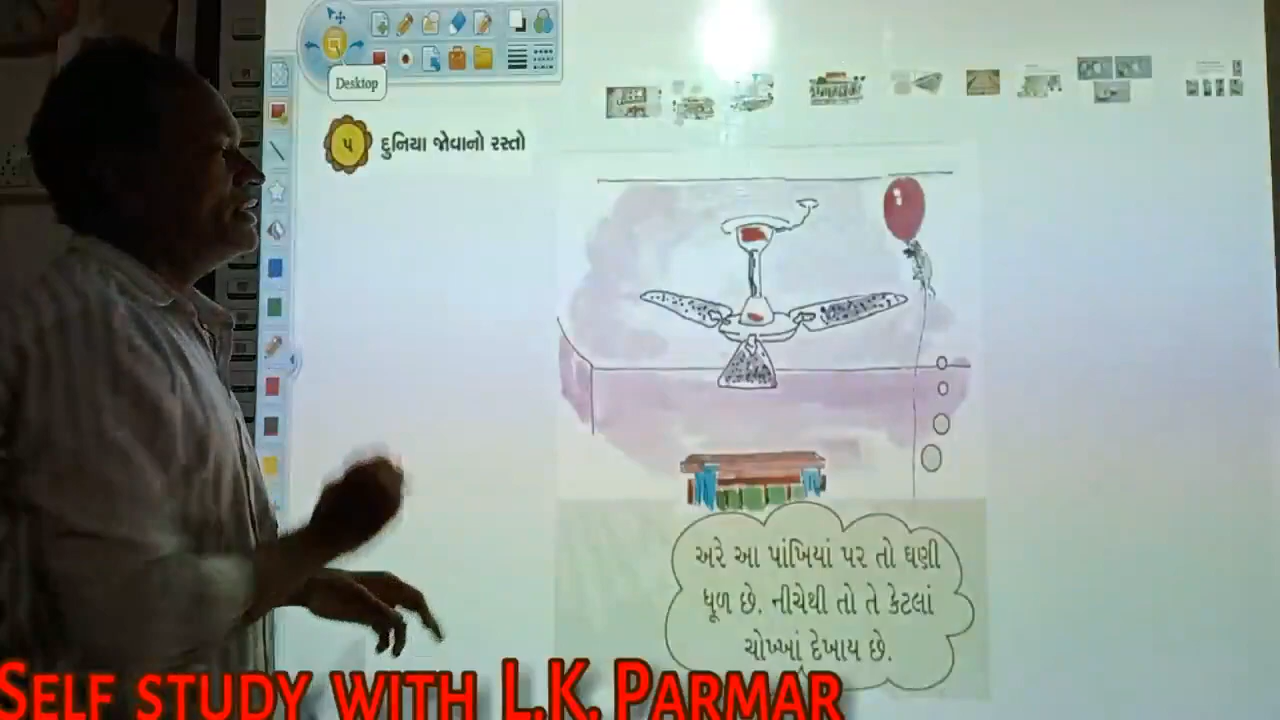 Desktop
૫ દુનિયા જોવાનો રસ્તો
અરે આ પાંખિયાં પર તો ઘણી
ધૂળ છે. નીચેથી તો તે કેટલાં
ચોખ્ખાં દેખાય છે.
SELF STUDY WITH L.K. PARMAR